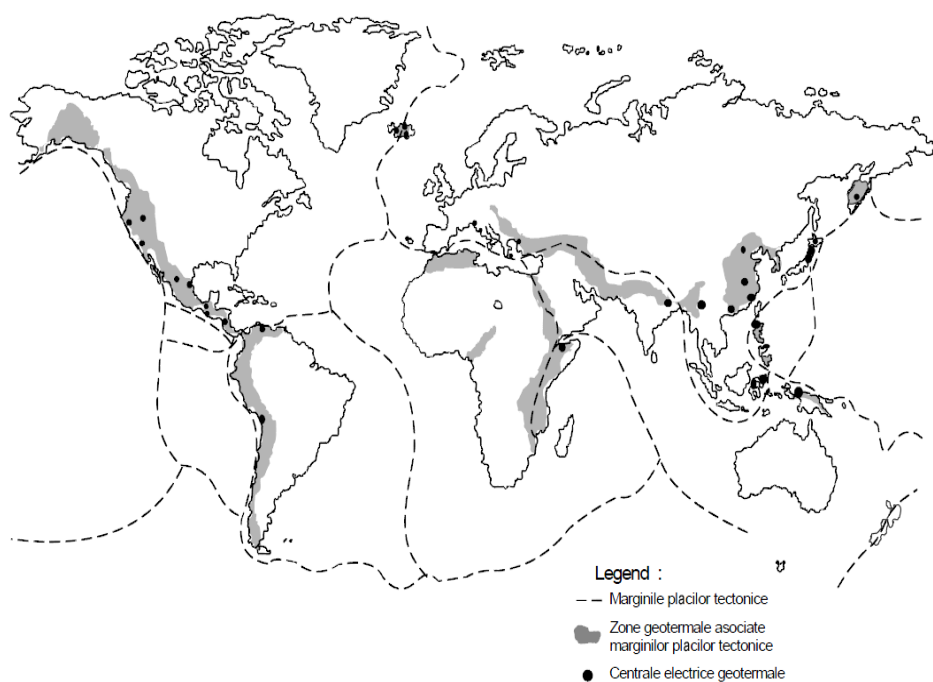 Legend :
Marginile placilor tectonice
Zone geotermale asociate
marginilor placilor tectonice
Centrale electrice geotermale